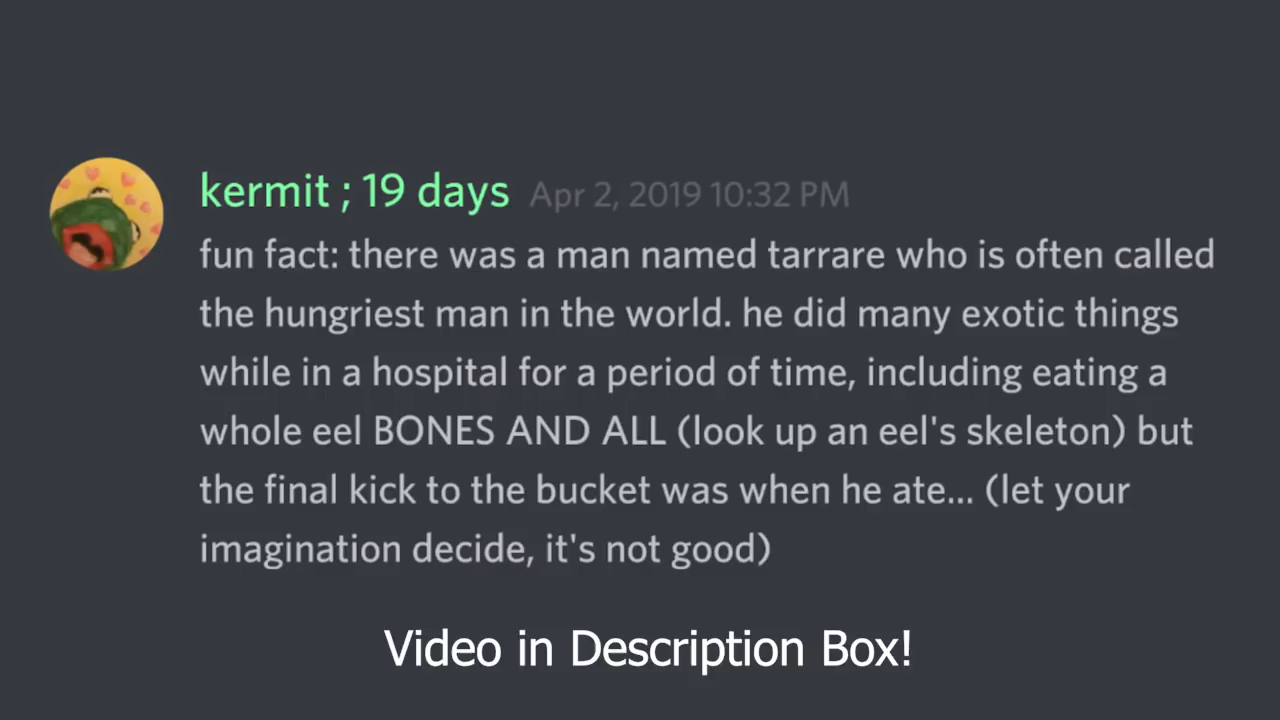 kermit ; 19 days Apr 2, 2019 10:32 PM
fun fact: there was a man named tarrare who is often called
the hungriest man in the world. he did many exotic things
while in a hospital for a period of time, including eating a
whole eel BONES AND ALL (look up an eel's skeleton) but
the final kick to the bucket was when he ate... (let your
imagination decide, it's not good)
Video in Description Box!